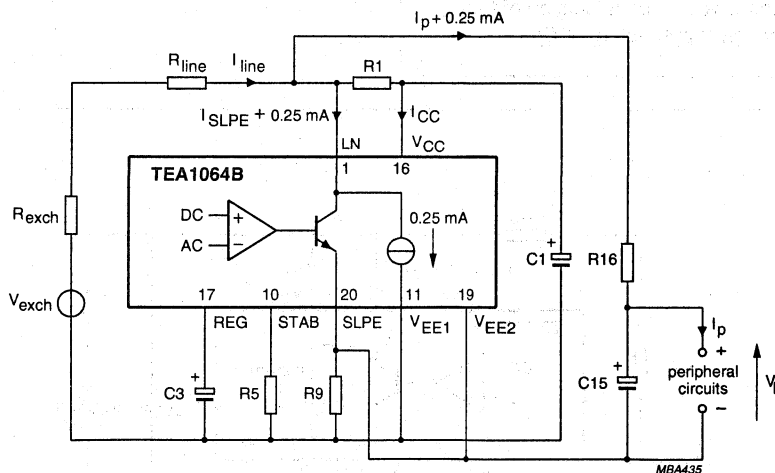 Ip + 0.25 mA
Rline
Iline
R1
ISLPE + 0.25 mA
ICC
LN
VCC
1
16
TEA1064B
Rexch
DC
+
0.25 mA
AC
−
+
C1
R16
Vexch
17
10
20
11
19
REG
STAB
SLPE
VEE1
VEE2
Ip
+
+
+
C3
R5
R9
C15
peripheral
circuits
−
MBA435